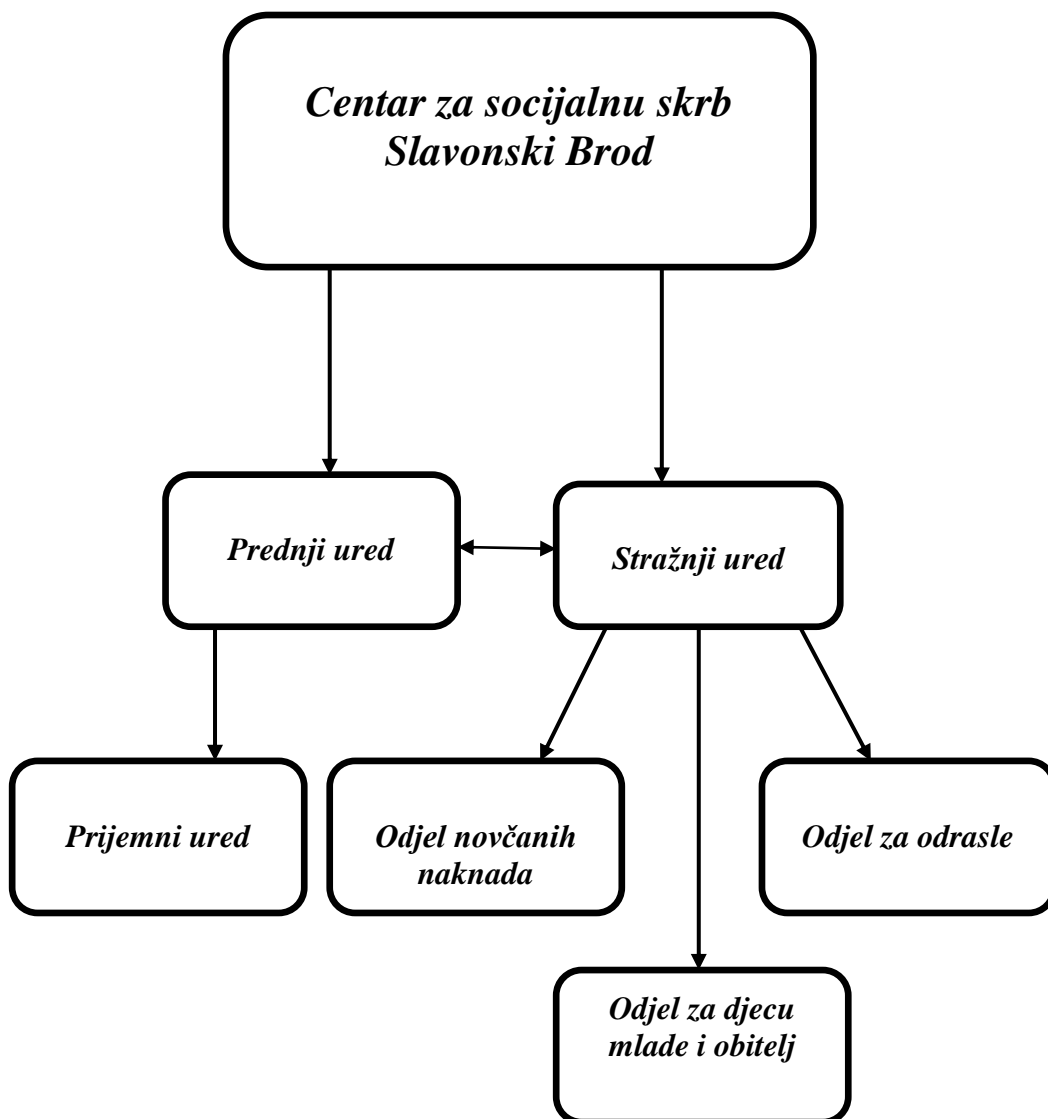 Centar za socijalnu skrb
Slavonski Brod
Prednji ured
Stražnji ured
Prijemni ured
Odjel novčanih
naknada
Odjel za odrasle
Odjel za djecu
mlade i obitelj